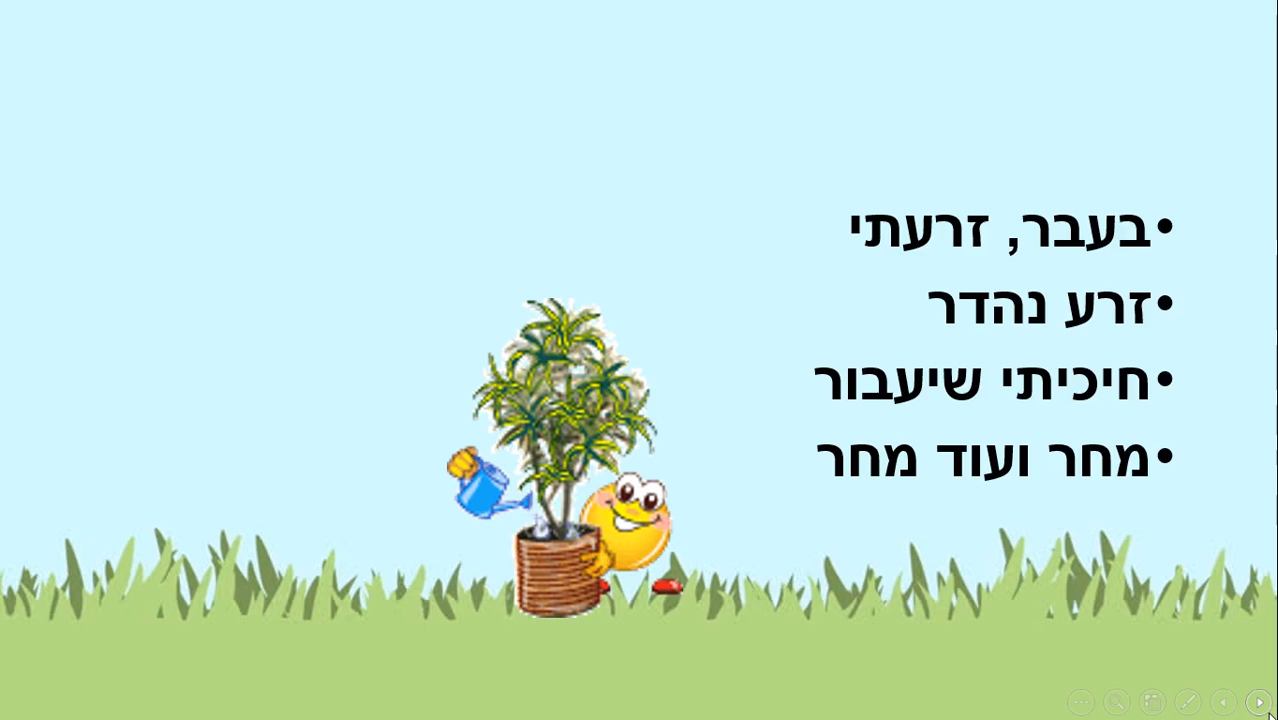 •בעבר, זרעתי
•זרע נהדר
•חיכיתי שיעבור
•מחר ועוד מחר